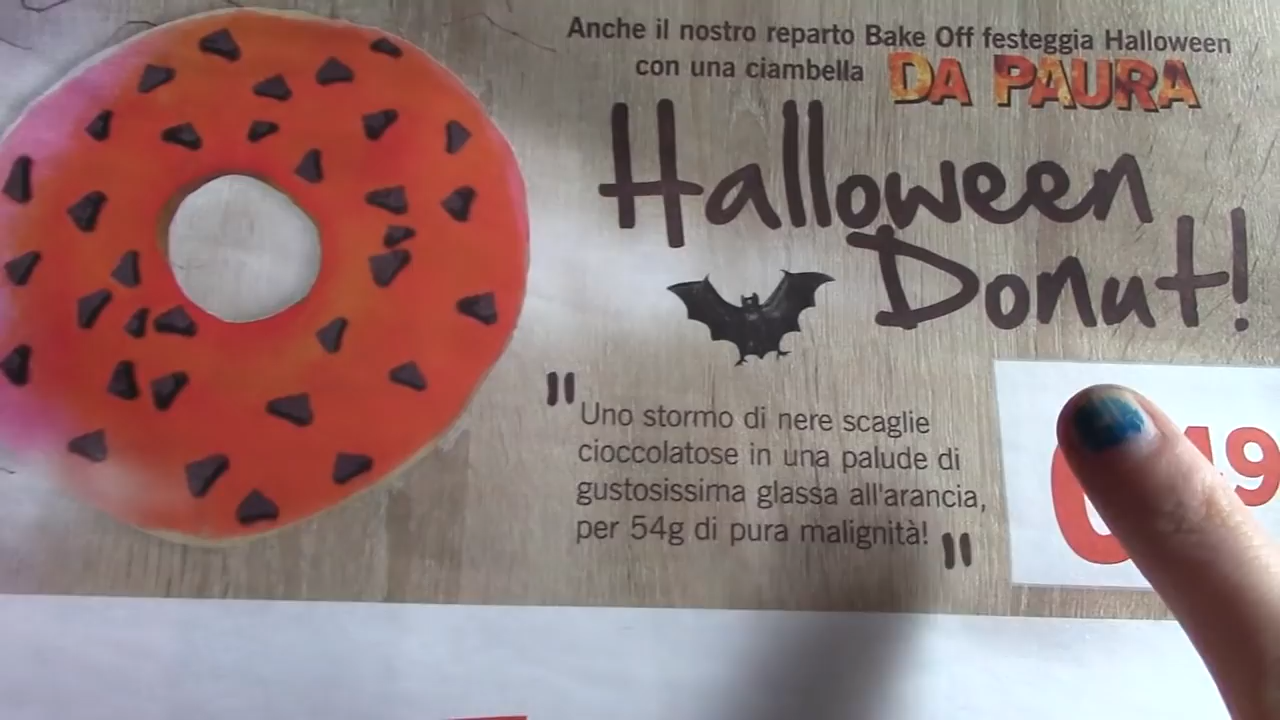 Anche il nostro reparto Bake Off festeggia Halloween
con una ciambella DA PAURA
Halloween
Donut!
"Uno stormo di nere scaglie
cioccolatose in una palude di
gustosissima glassa all'arancia,
per 54g di pura malignità!"